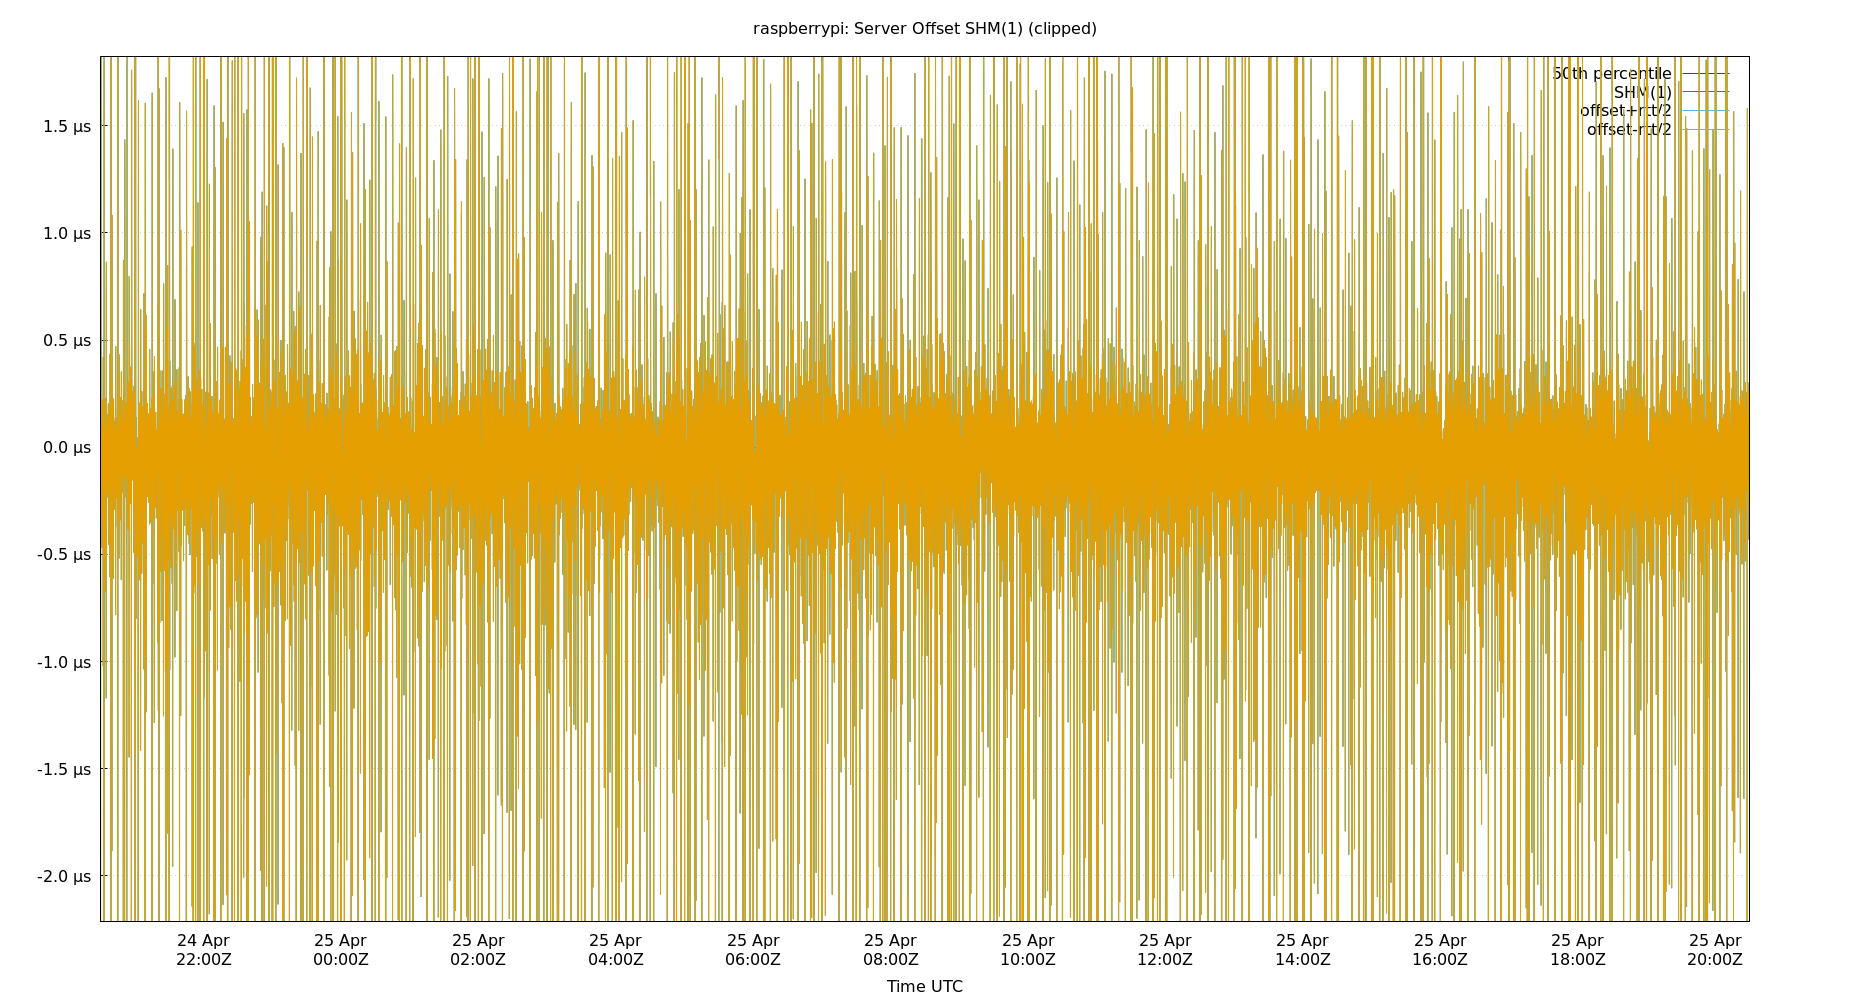 raspberrypi: Server Offset SHM(1) (clipped)
50th percentile
SHM(1)
offset+rtt/2
offset-rtt/2
1.5 µs
1.0 µs
0.5 µs
0.0 µs
-0.5 µs
-1.0 µs
-1.5 µs
-2.0 µs
24 Apr 25 Apr 25 Apr 25 Apr 25 Apr 25 Apr 25 Apr 25 Apr 25 Apr 25 Apr 25 Apr 25 Apr
22:00Z 00:00Z 02:00Z 04:00Z 06:00Z 08:00Z 10:00Z 12:00Z 14:00Z 16:00Z 18:00Z 20:00Z
Time UTC